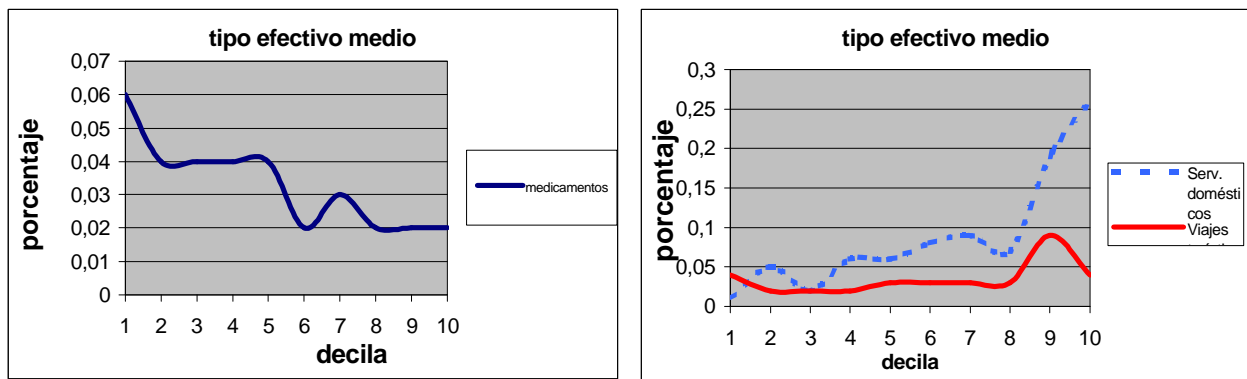 tipo efectivo medio
0,07
0,06
0,05
0,04
0,03
0,02
0,01
0
porcentaje
1 2 3 4 5 6 7 8 9 10
decila
medicamentos
tipo efectivo medio
0,3
0,25
0,2
0,15
0,1
0,05
0
porcentaje
1 2 3 4 5 6 7 8 9 10
decila
Serv.
domésti
cos
Viajes